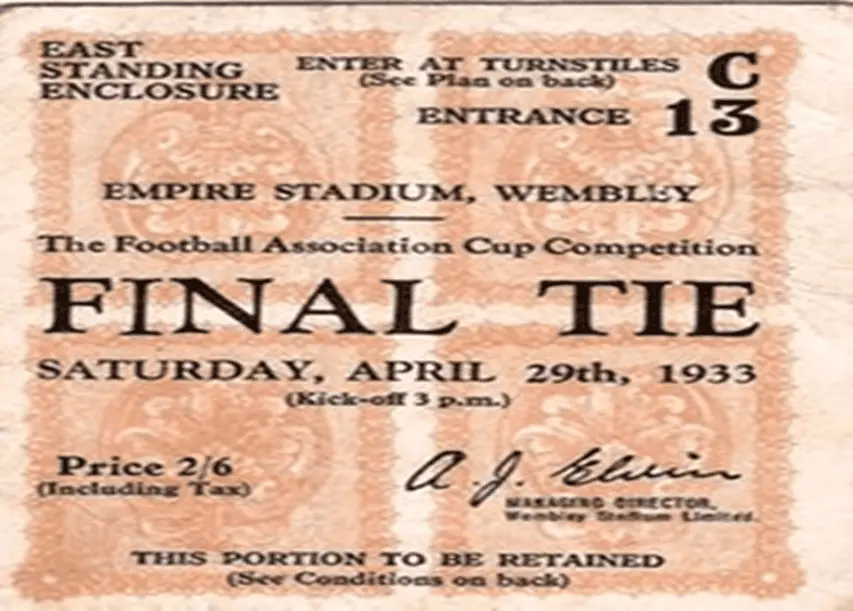 EAST
STANDING
ENCLOSURE
ENTER AT TURNSTILES C
(See Plan on back)
ENTRANCE 13
EMPIRE STADIUM, WEMBLEY
The Football Association Cup Competition
FINAL TIE
SATURDAY, APRIL 29th, 1933
(Kick-off 3 p.m.)
Price 2/6
(Including Tax)
A. J. Elvin
MANAGING DIRECTOR,
Wembley Stadium Limited.
THIS PORTION TO BE RETAINED
(See Conditions on back)